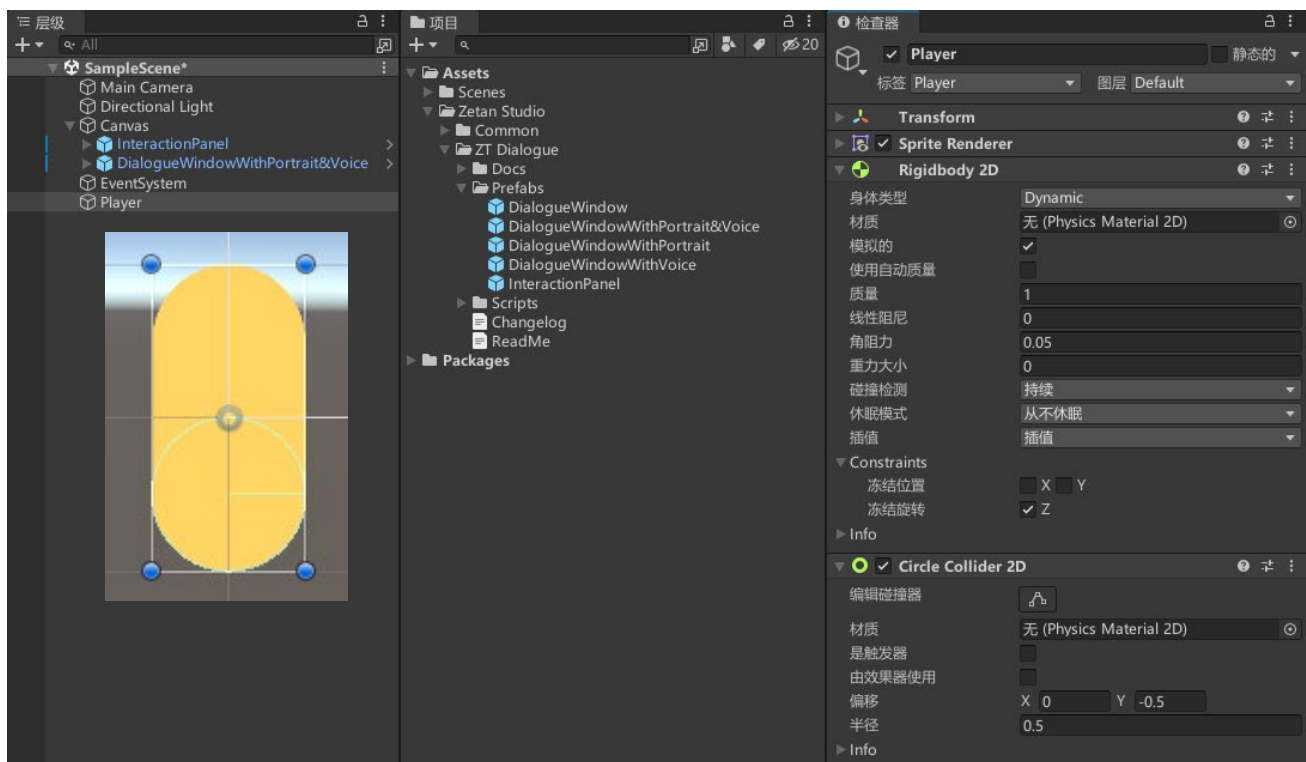 层级
All
SampleScene*
Main Camera
Directional Light
Canvas
InteractionPanel
DialogueWindowWithPortrait&Voice
EventSystem
Player
项目
20
Assets
Scenes
Zetan Studio
Common
ZT Dialogue
Docs
Prefabs
DialogueWindow
DialogueWindowWithPortrait&Voice
DialogueWindowWithPortrait
DialogueWindowWithVoice
InteractionPanel
Scripts
Changelog
ReadMe
Packages
检查器
Player 静态的
标签 Player 图层 Default
Transform
Sprite Renderer
Rigidbody 2D
身体类型 Dynamic
材质 无 (Physics Material 2D)
模拟的
使用自动质量
质量 1
线性阻尼 0
角阻力 0.05
重力大小 0
碰撞检测 持续
休眠模式 从不休眠
插值 插值
Constraints
冻结位置 X Y
冻结旋转 Z
Info
Circle Collider 2D
编辑碰撞器
材质 无 (Physics Material 2D)
是触发器
由效果器使用
偏移 X 0 Y -0.5
半径 0.5
Info